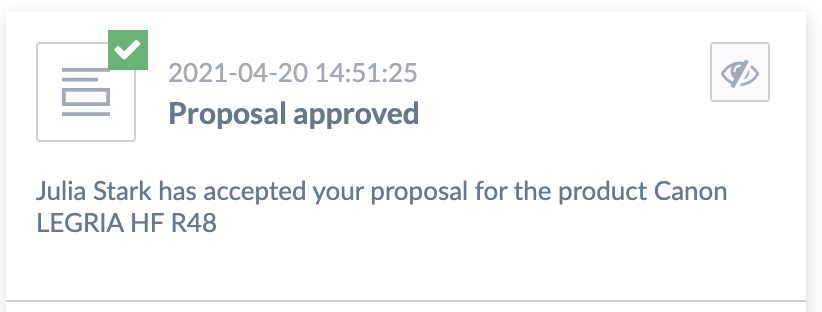 2021-04-20 14:51:25
Proposal approved
Julia Stark has accepted your proposal for the product Canon
LEGRIA HF R48